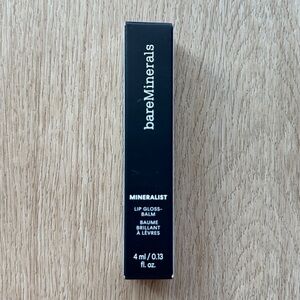 bareMinerals
MINERALIST
LIP GLOSS-
BALM
BAUME
BRILLANT
À LÈVRES
4 ml / 0.13
fl. oz.